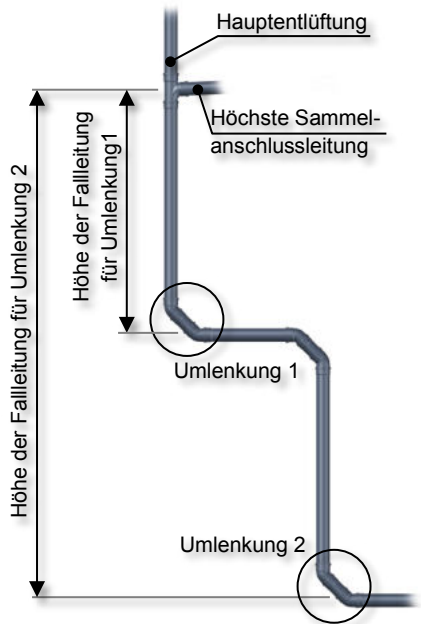 Hauptentlüftung
Höchste Sammel-
anschlussleitung
Höhe der Fallleitung
für Umlenkung1
Höhe der Fallleitung für Umlenkung 2
Umlenkung 1
Umlenkung 2